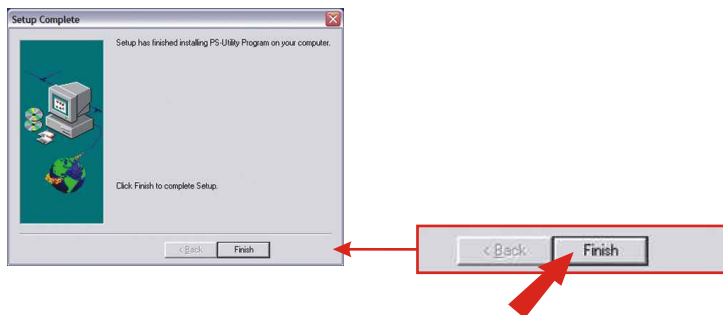 Setup Complete
Setup has finished installing PS-Utility Program on your computer.
Click Finish to complete Setup.
< Back Finish
< Back Finish